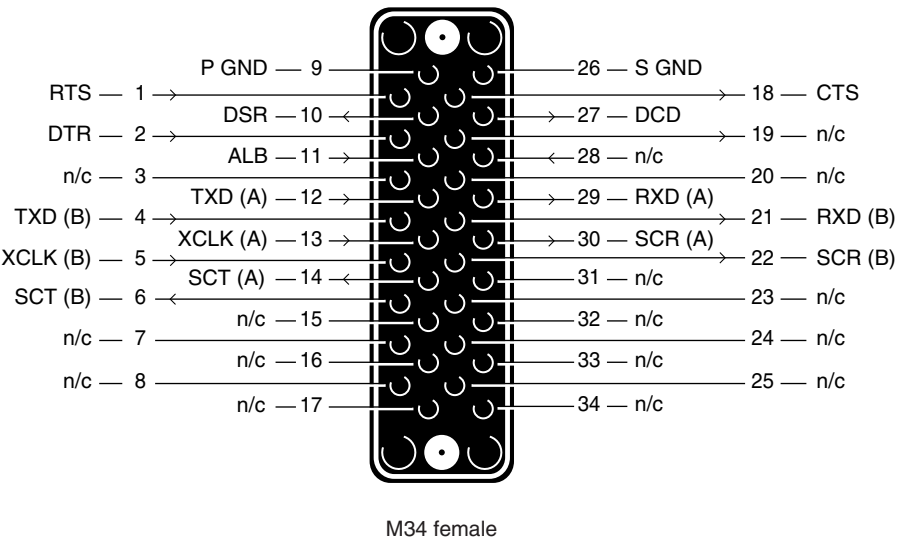 P GND — 9
26 — S GND
RTS — 1
18 — CTS
DSR — 10
27 — DCD
DTR — 2
19 — n/c
ALB — 11
28 — n/c
n/c — 3
20 — n/c
TXD (A) — 12
29 — RXD (A)
TXD (B) — 4
21 — RXD (B)
XCLK (A) — 13
30 — SCR (A)
XCLK (B) — 5
22 — SCR (B)
SCT (A) — 14
31 — n/c
SCT (B) — 6
23 — n/c
n/c — 15
32 — n/c
n/c — 7
24 — n/c
n/c — 16
33 — n/c
n/c — 8
25 — n/c
n/c — 17
34 — n/c
M34 female